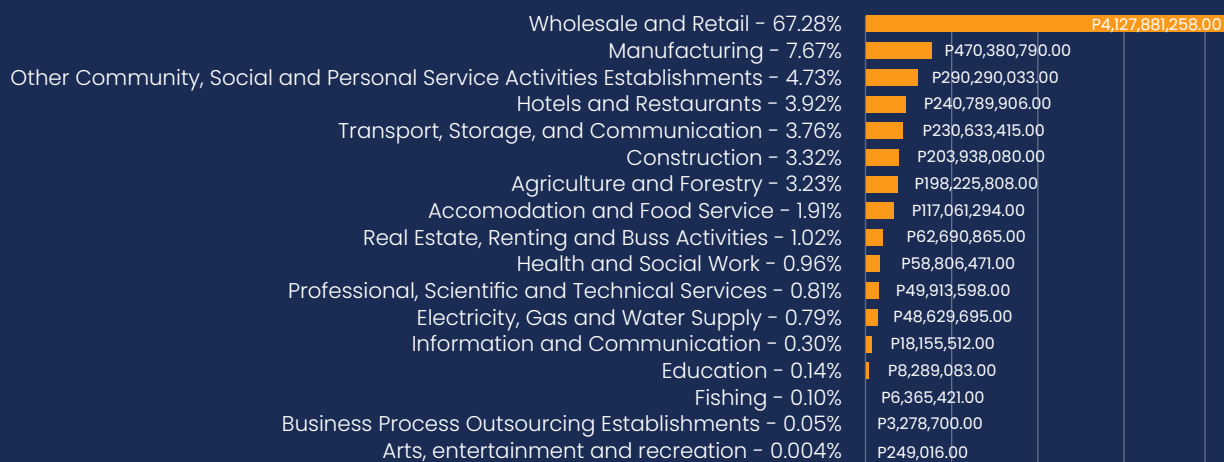 Wholesale and Retail - 67.28% P4,127,881,258.00
Manufacturing - 7.67% P470,380,790.00
Other Community, Social and Personal Service Activities Establishments - 4.73% P290,290,033.00
Hotels and Restaurants - 3.92% P240,789,906.00
Transport, Storage, and Communication - 3.76% P230,633,415.00
Construction - 3.32% P203,938,080.00
Agriculture and Forestry - 3.23% P198,225,808.00
Accomodation and Food Service - 1.91% P117,061,294.00
Real Estate, Renting and Buss Activities - 1.02% P62,690,865.00
Health and Social Work - 0.96% P58,806,471.00
Professional, Scientific and Technical Services - 0.81% P49,913,598.00
Electricity, Gas and Water Supply - 0.79% P48,629,695.00
Information and Communication - 0.30% P18,155,512.00
Education - 0.14% P8,289,083.00
Fishing - 0.10% P6,365,421.00
Business Process Outsourcing Establishments - 0.05% P3,278,700.00
Arts, entertainment and recreation - 0.004% P249,016.00